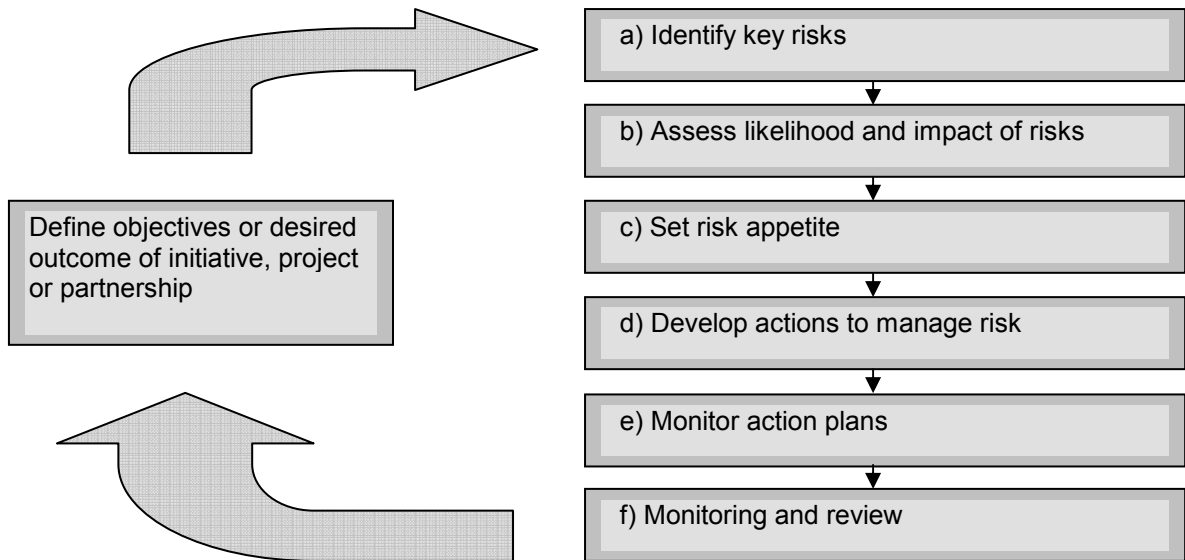 Define objectives or desired
outcome of initiative, project
or partnership
a) Identify key risks
b) Assess likelihood and impact of risks
c) Set risk appetite
d) Develop actions to manage risk
e) Monitor action plans
f) Monitoring and review